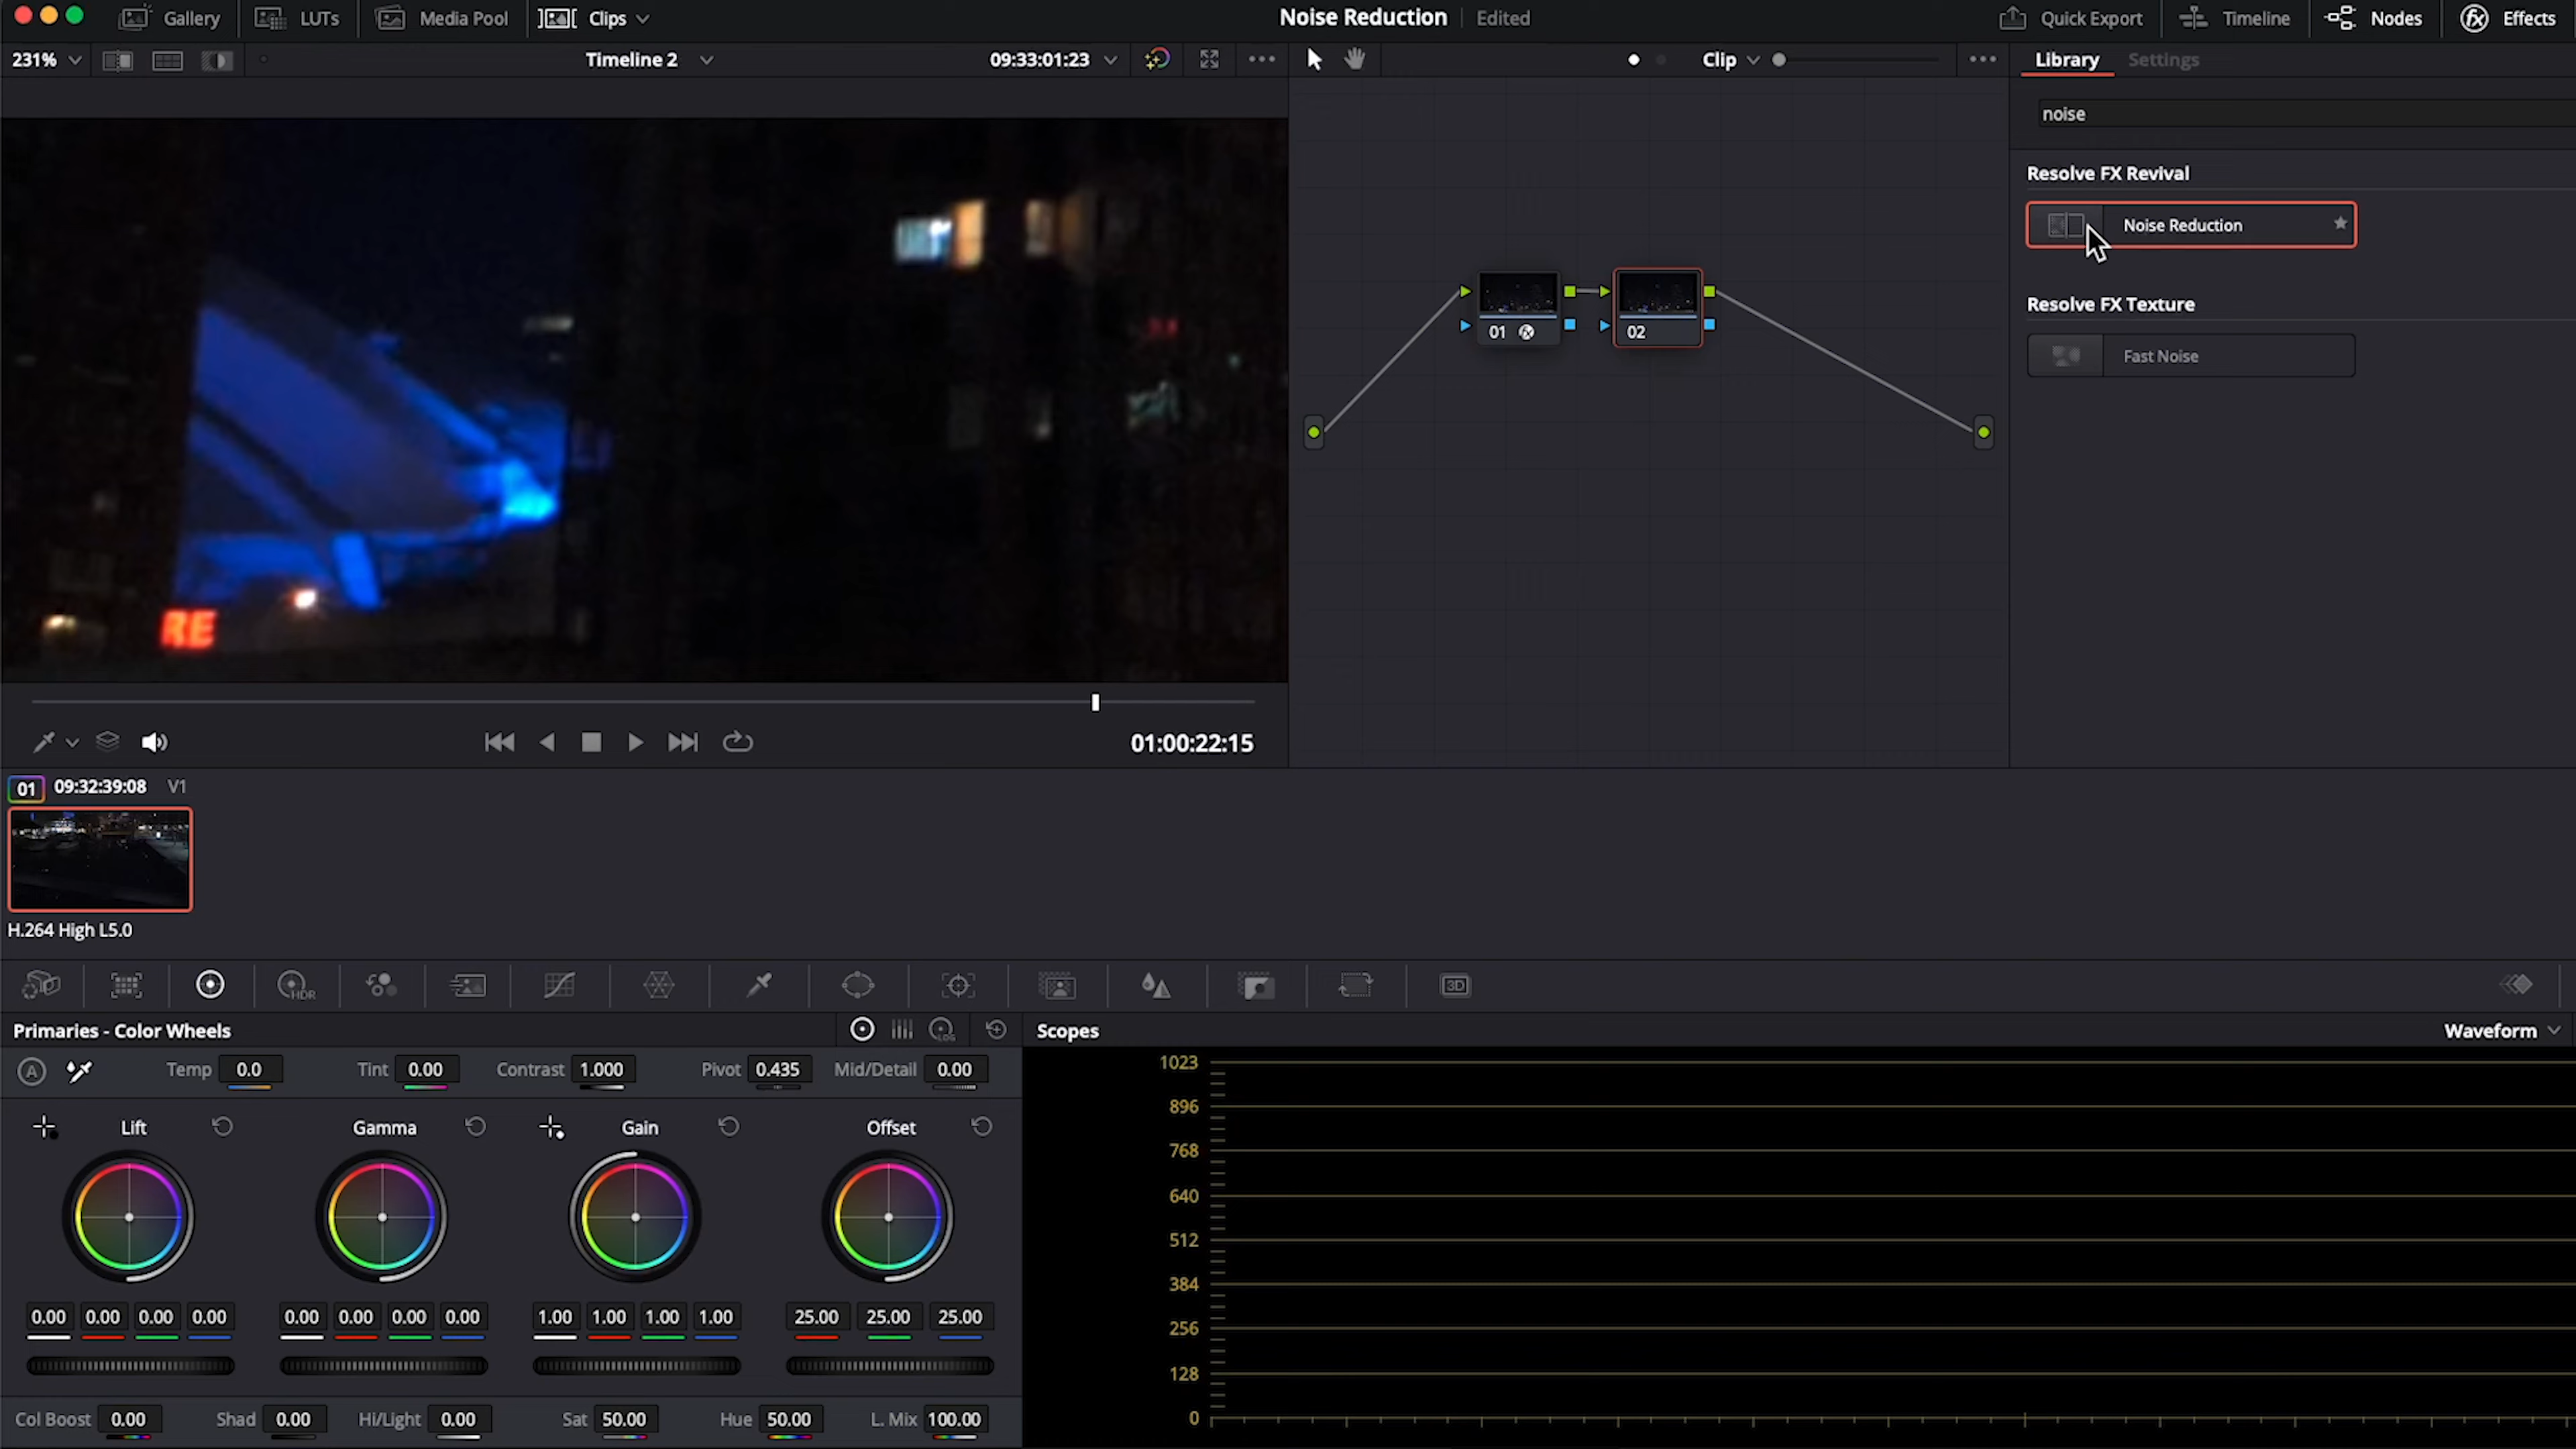 Gallery LUTs Media Pool Clips Noise Reduction Edited Quick Export Timeline Nodes Effects
231% Timeline 2 09:33:01:23 Clip Library Settings
noise
Resolve FX Revival
Noise Reduction
Resolve FX Texture
Fast Noise
01 02
RE
01:00:22:15
01 09:32:39:08 V1
H.264 High L5.0
HDR
3D
Primaries - Color Wheels LOG Scopes Waveform
A Temp 0.0 Tint 0.00 Contrast 1.000 Pivot 0.435 Mid/Detail 0.00
Lift Gamma Gain Offset
0.00 0.00 0.00 0.00 0.00 0.00 0.00 0.00 1.00 1.00 1.00 1.00 25.00 25.00 25.00
Col Boost 0.00 Shad 0.00 Hi/Light 0.00 Sat 50.00 Hue 50.00 L. Mix 100.00
1023
896
768
640
512
384
256
128
0